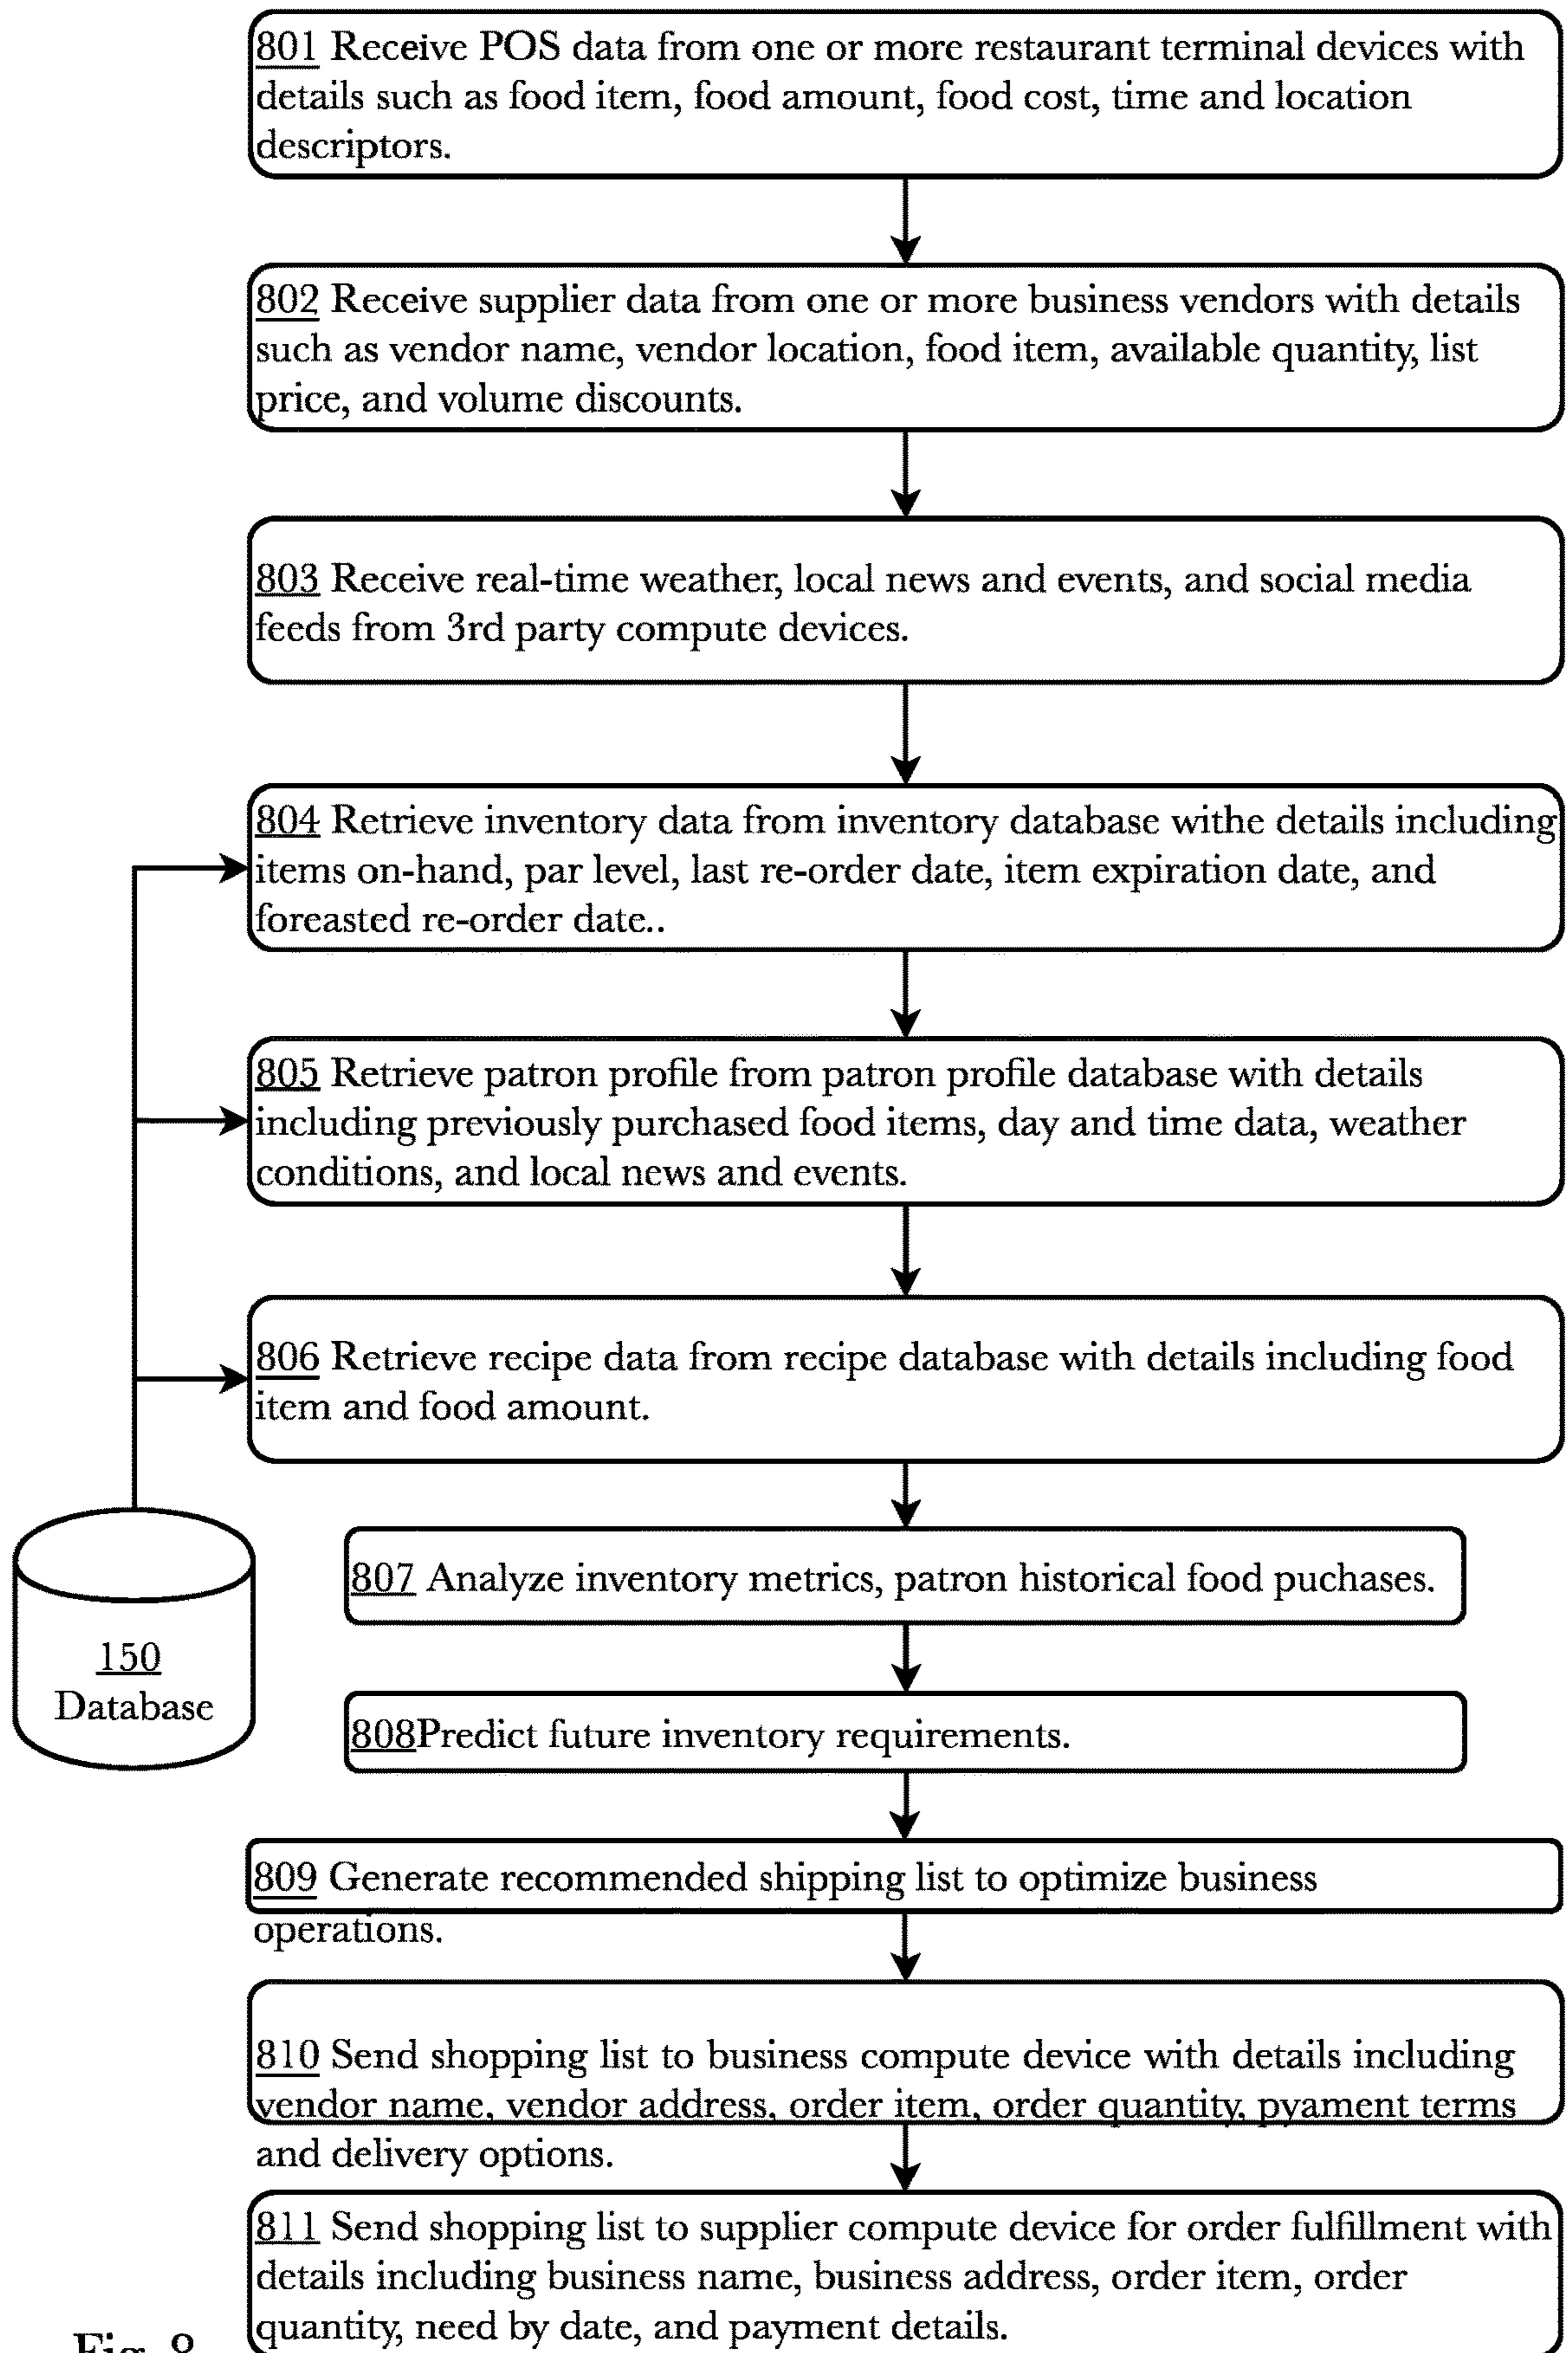 801 Receive POS data from one or more restaurant terminal devices with
details such as food item, food amount, food cost, time and location
descriptors.
802 Receive supplier data from one or more business vendors with details
such as vendor name, vendor location, food item, available quantity, list
price, and volume discounts.
803 Receive real-time weather, local news and events, and social media
feeds from 3rd party compute devices.
804 Retrieve inventory data from inventory database withe details including
items on-hand, par level, last re-order date, item expiration date, and
foreasted re-order date..
805 Retrieve patron profile from patron profile database with details
including previously purchased food items, day and time data, weather
conditions, and local news and events.
806 Retrieve recipe data from recipe database with details including food
item and food amount.
807 Analyze inventory metrics, patron historical food puchases.
150
Database
808Predict future inventory requirements.
809 Generate recommended shipping list to optimize business
operations.
810 Send shopping list to business compute device with details including
vendor name, vendor address, order item, order quantity, pyament terms
and delivery options.
811 Send shopping list to supplier compute device for order fulfillment with
details including business name, business address, order item, order
quantity, need by date, and payment details.
Fig. 8